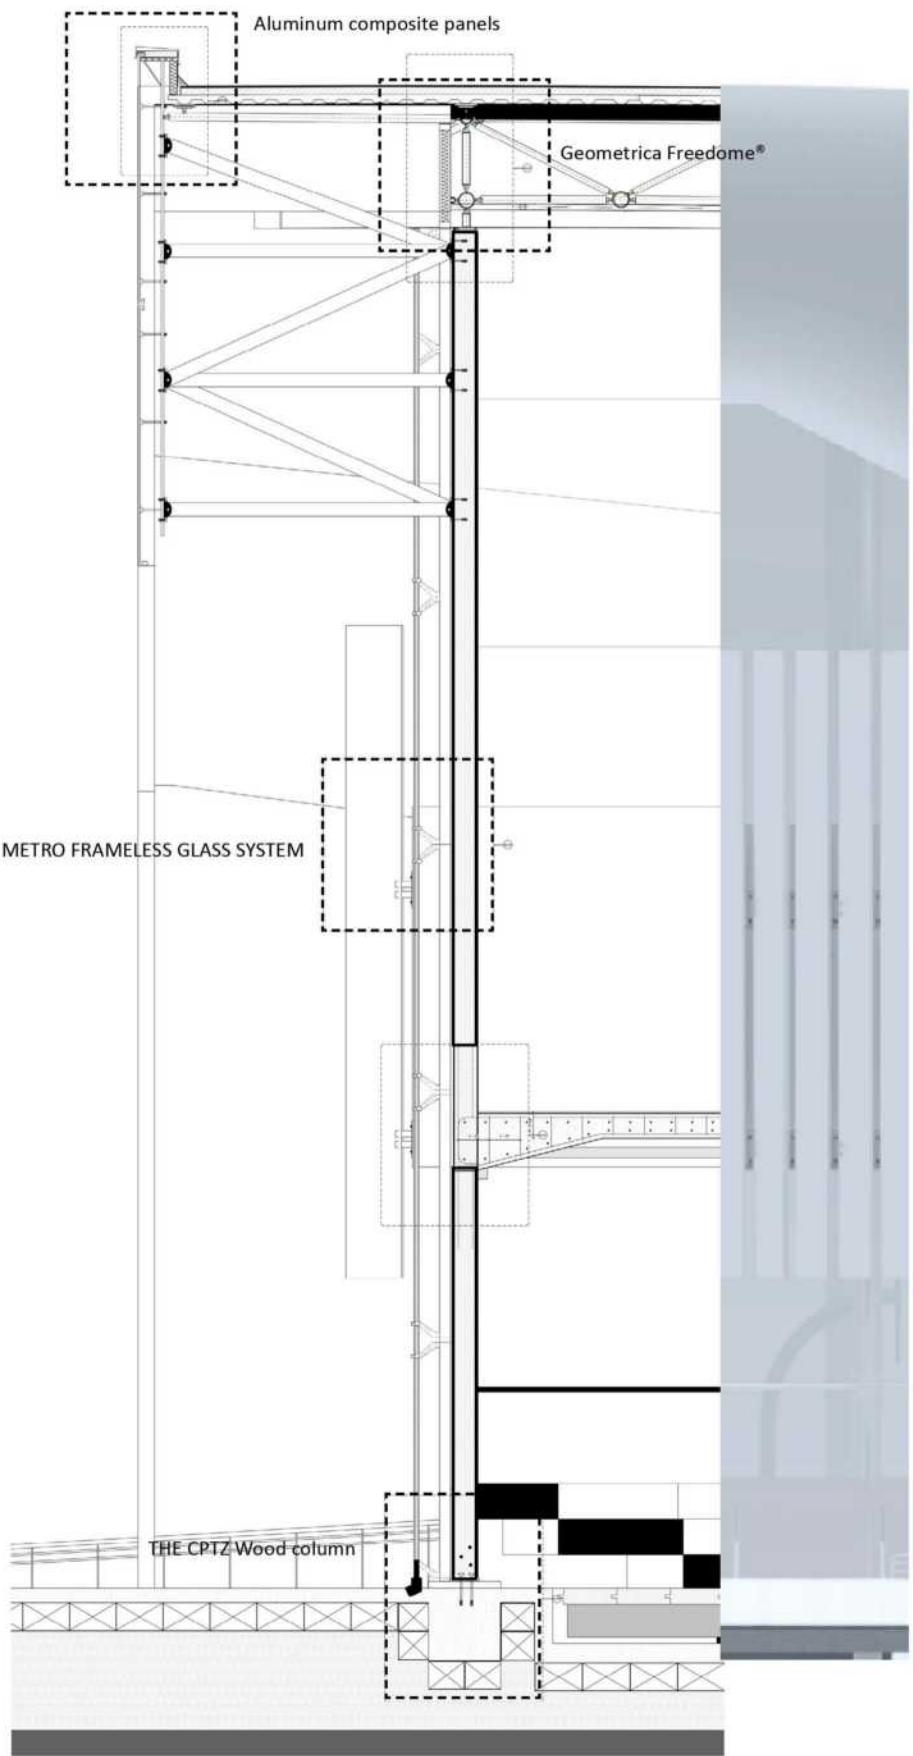 Aluminum composite panels
Geometrica Freedome®
METRO FRAMELESS GLASS SYSTEM
THE CPTZ Wood column